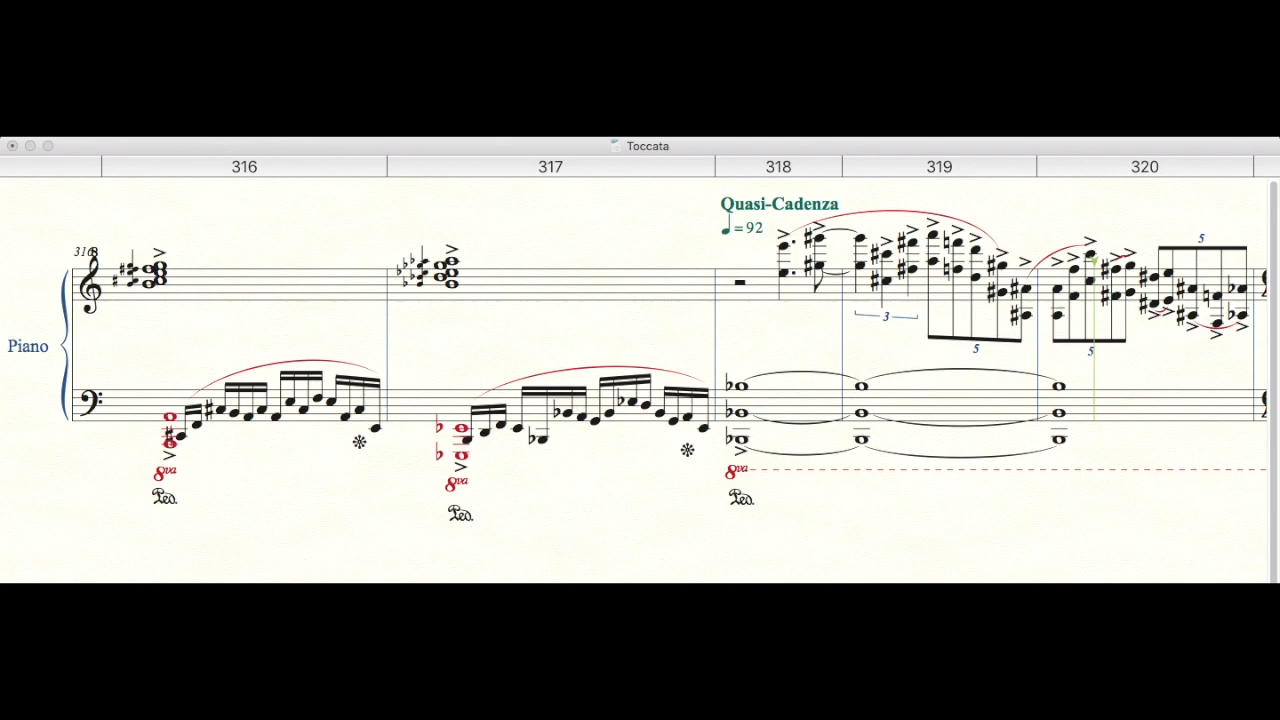 Toccata
316 317 318 319 320
Quasi-Cadenza
♩ = 92
5
Piano
3
5
5
8va
8va
8va
Ped.
Ped.
Ped.